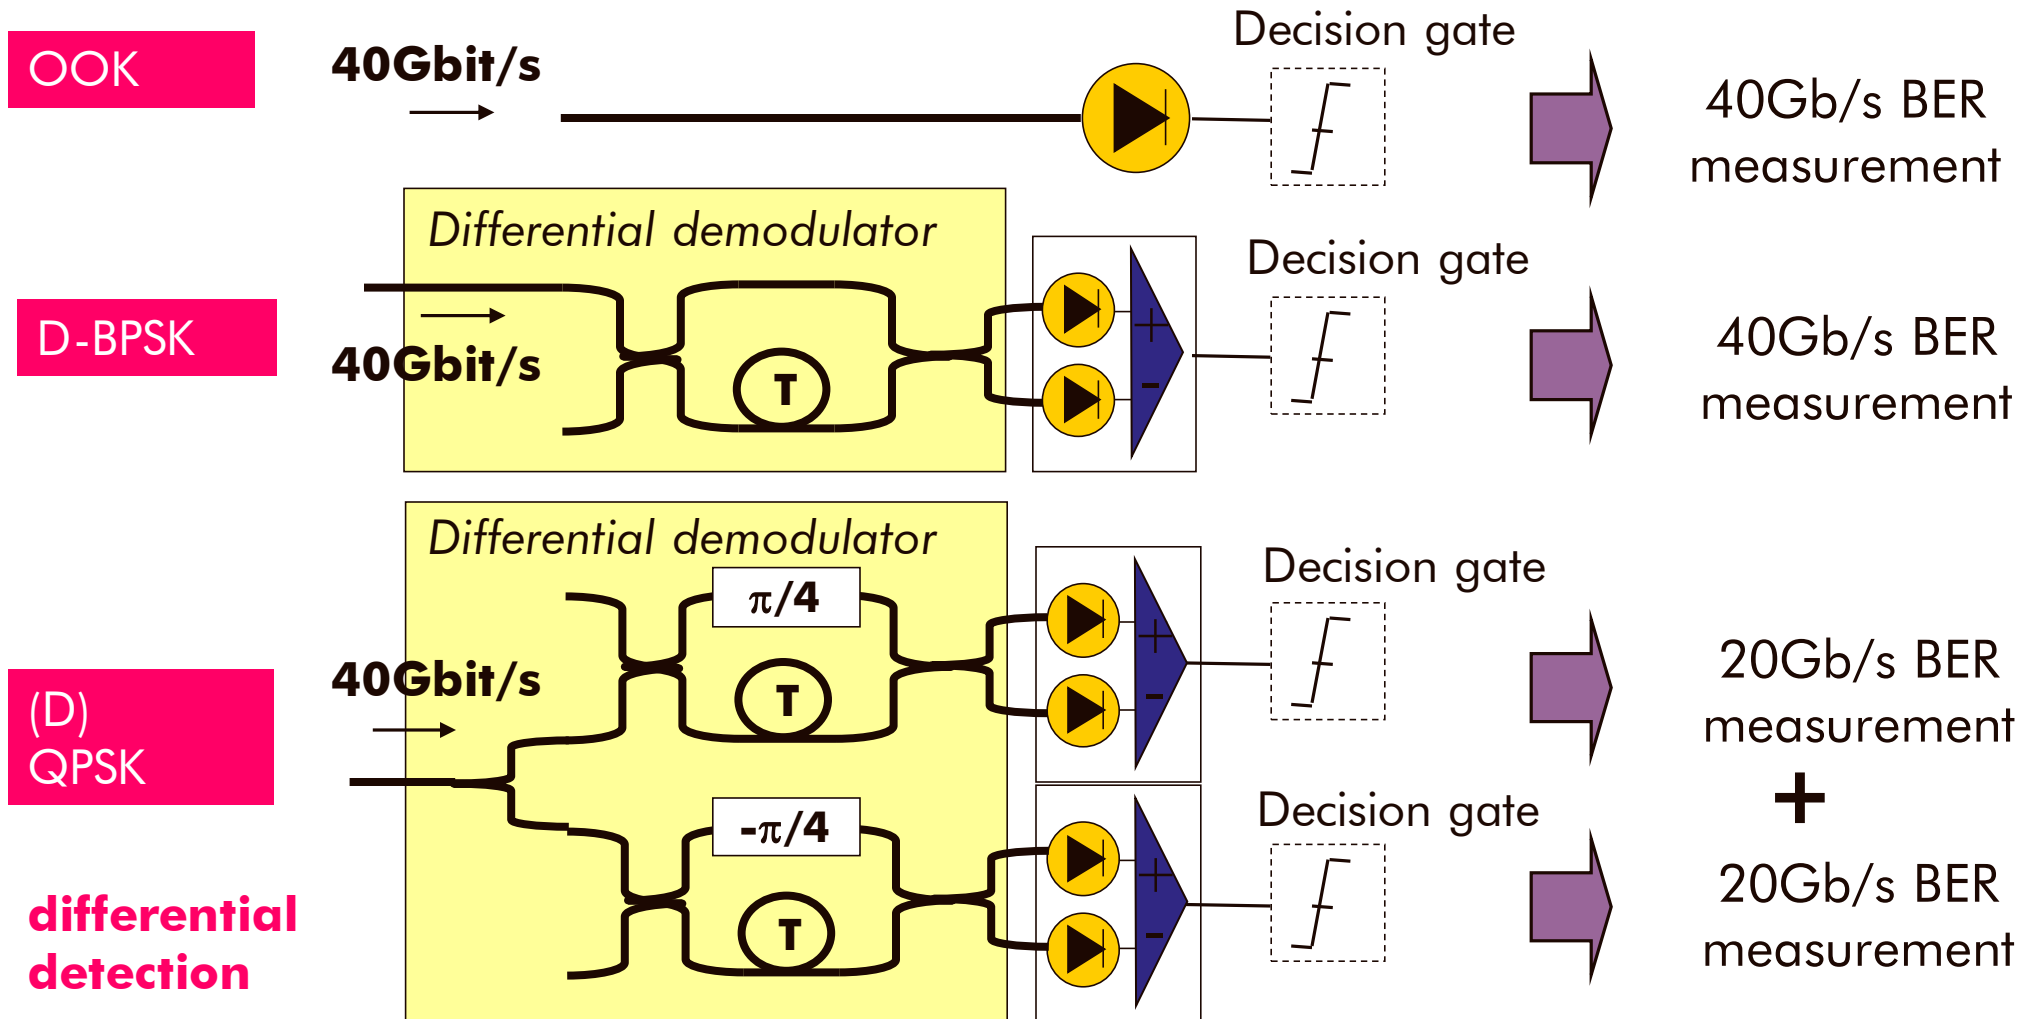 OOK
40Gbit/s
Decision gate
40Gb/s BER
measurement
Differential demodulator
D-BPSK
40Gbit/s
T
+
-
Decision gate
40Gb/s BER
measurement
Differential demodulator
(D)
QPSK
40Gbit/s
π/4
T
+
-
Decision gate
20Gb/s BER
measurement
+
-π/4
T
+
-
Decision gate
20Gb/s BER
measurement
differential
detection